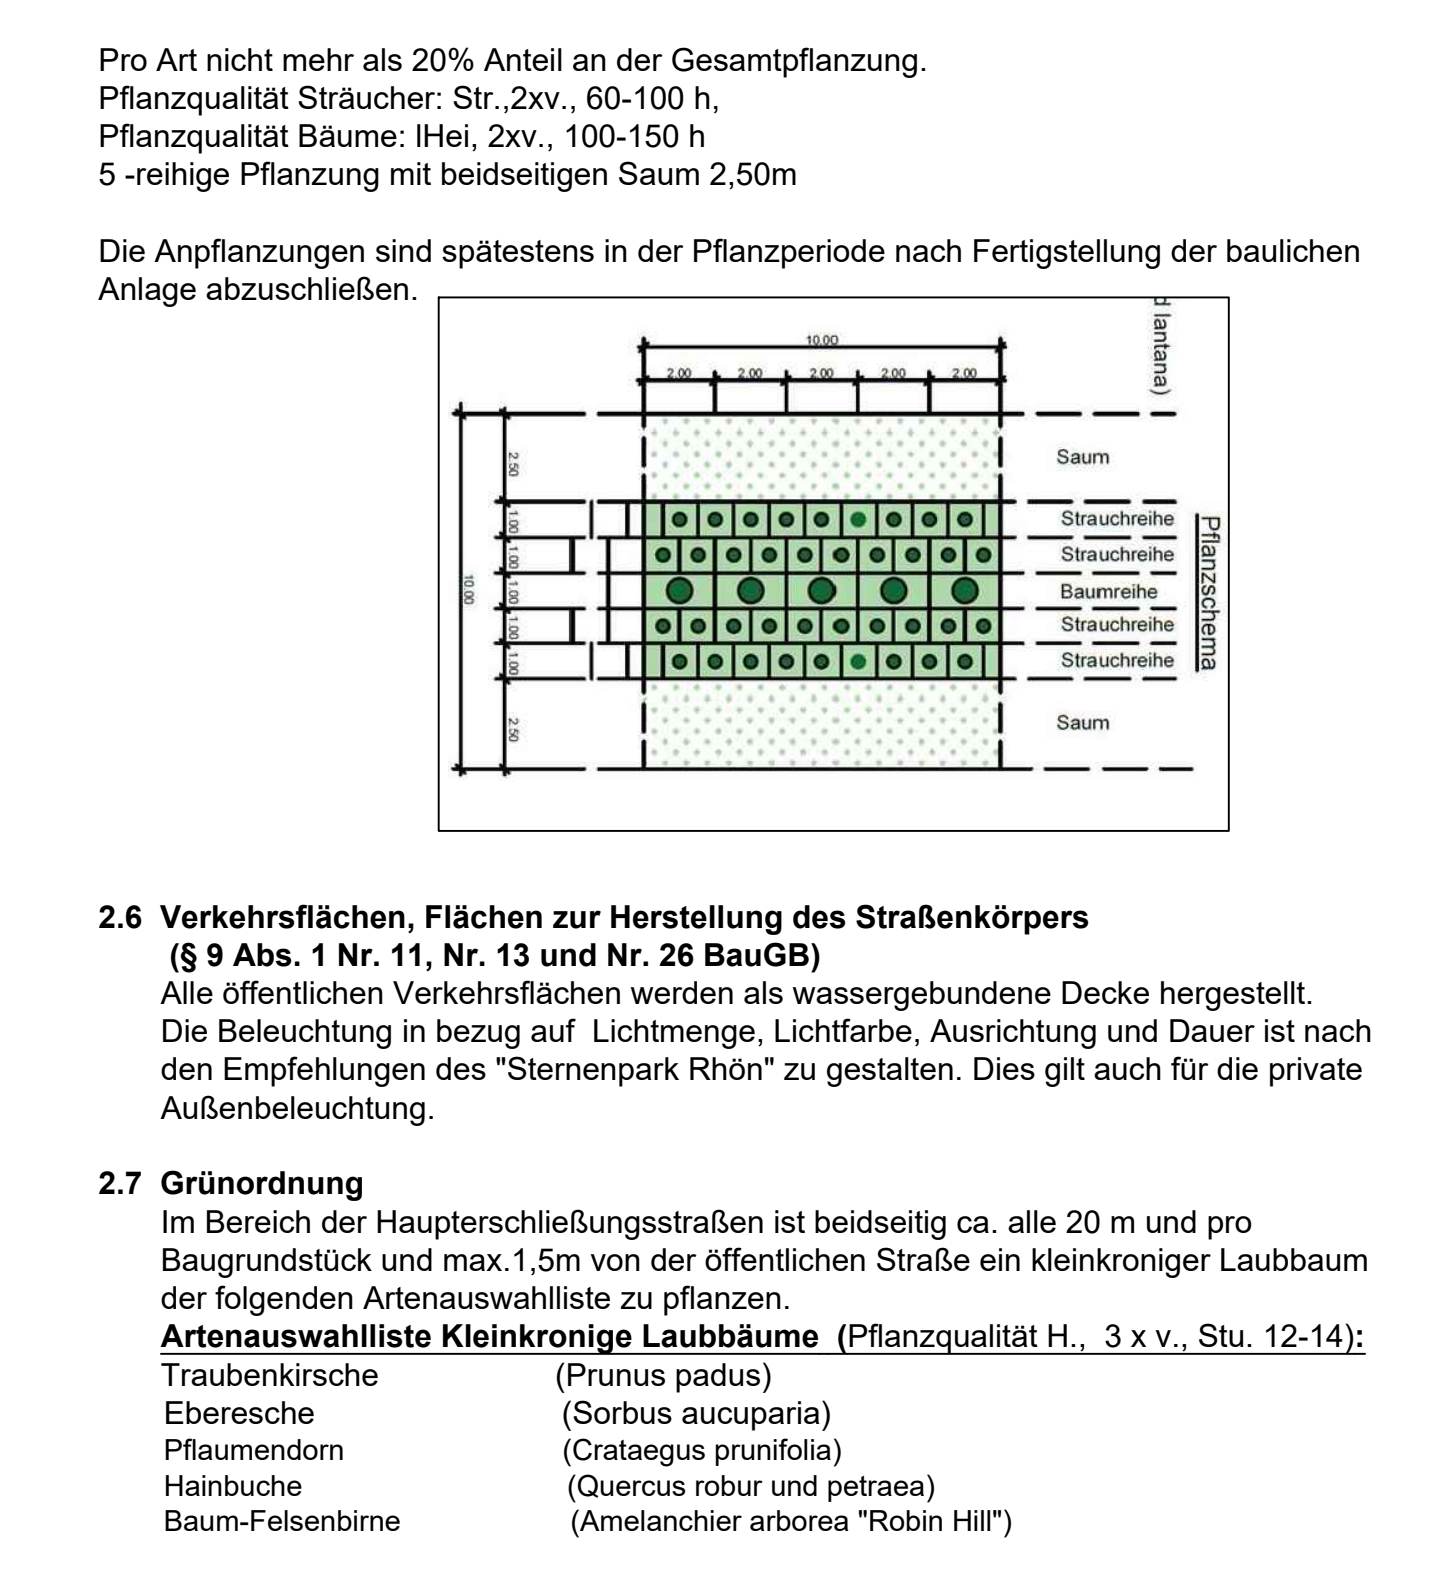 Pro Art nicht mehr als 20% Anteil an der Gesamtpflanzung.
Pflanzqualität Sträucher: Str.,2xv., 60-100 h,
Pflanzqualität Bäume: lHei, 2xv., 100-150 h
5 -reihige Pflanzung mit beidseitigen Saum 2,50m
Die Anpflanzungen sind spätestens in der Pflanzperiode nach Fertigstellung der baulichen
Anlage abzuschließen.
d lantana)
10.00
2.00 2.00 2.00 2.00 2.00
2.50
Saum
1.00
Strauchreihe
1.00
Strauchreihe
10.00
1.00
Baumreihe
1.00
Strauchreihe
1.00
Strauchreihe
Pflanzschema
2.50
Saum
2.6 Verkehrsflächen, Flächen zur Herstellung des Straßenkörpers
(§ 9 Abs. 1 Nr. 11, Nr. 13 und Nr. 26 BauGB)
Alle öffentlichen Verkehrsflächen werden als wassergebundene Decke hergestellt.
Die Beleuchtung in bezug auf Lichtmenge, Lichtfarbe, Ausrichtung und Dauer ist nach
den Empfehlungen des "Sternenpark Rhön" zu gestalten. Dies gilt auch für die private
Außenbeleuchtung.
2.7 Grünordnung
Im Bereich der Haupterschließungsstraßen ist beidseitig ca. alle 20 m und pro
Baugrundstück und max.1,5m von der öffentlichen Straße ein kleinkroniger Laubbaum
der folgenden Artenauswahlliste zu pflanzen.
Artenauswahlliste Kleinkronige Laubbäume (Pflanzqualität H., 3 x v., Stu. 12-14):
Traubenkirsche (Prunus padus)
Eberesche (Sorbus aucuparia)
Pflaumendorn (Crataegus prunifolia)
Hainbuche (Quercus robur und petraea)
Baum-Felsenbirne (Amelanchier arborea "Robin Hill")